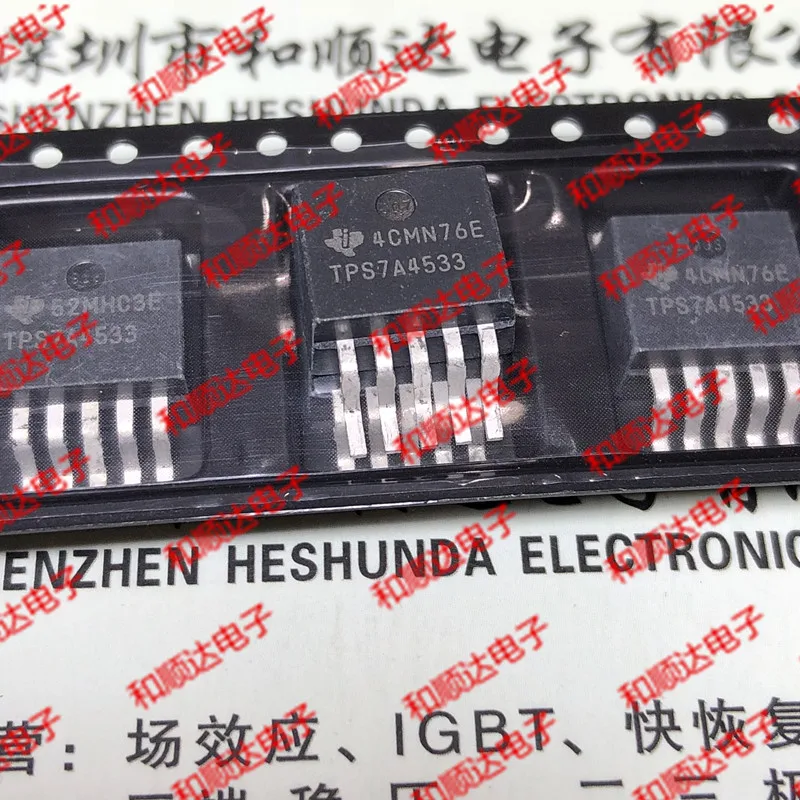 深圳市和顺达电子有限公
SHENZHEN HESHUNDA ELECTRONICS
4CMN76E
TPS7A4533
52MHC3E
TPS7A4533
4CMN76E
TPS7A4533
ENZHEN HESHUNDA ELECTRONIC
营：场效应、IGBT、快恢复
和顺达电子